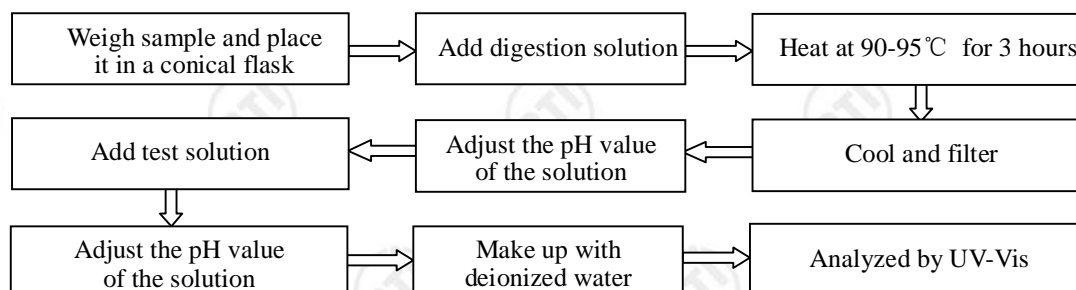 Weigh sample and place
it in a conical flask
Add digestion solution
Heat at 90-95℃ for 3 hours
Cool and filter
Adjust the pH value
of the solution
Add test solution
Adjust the pH value
of the solution
Make up with
deionized water
Analyzed by UV-Vis